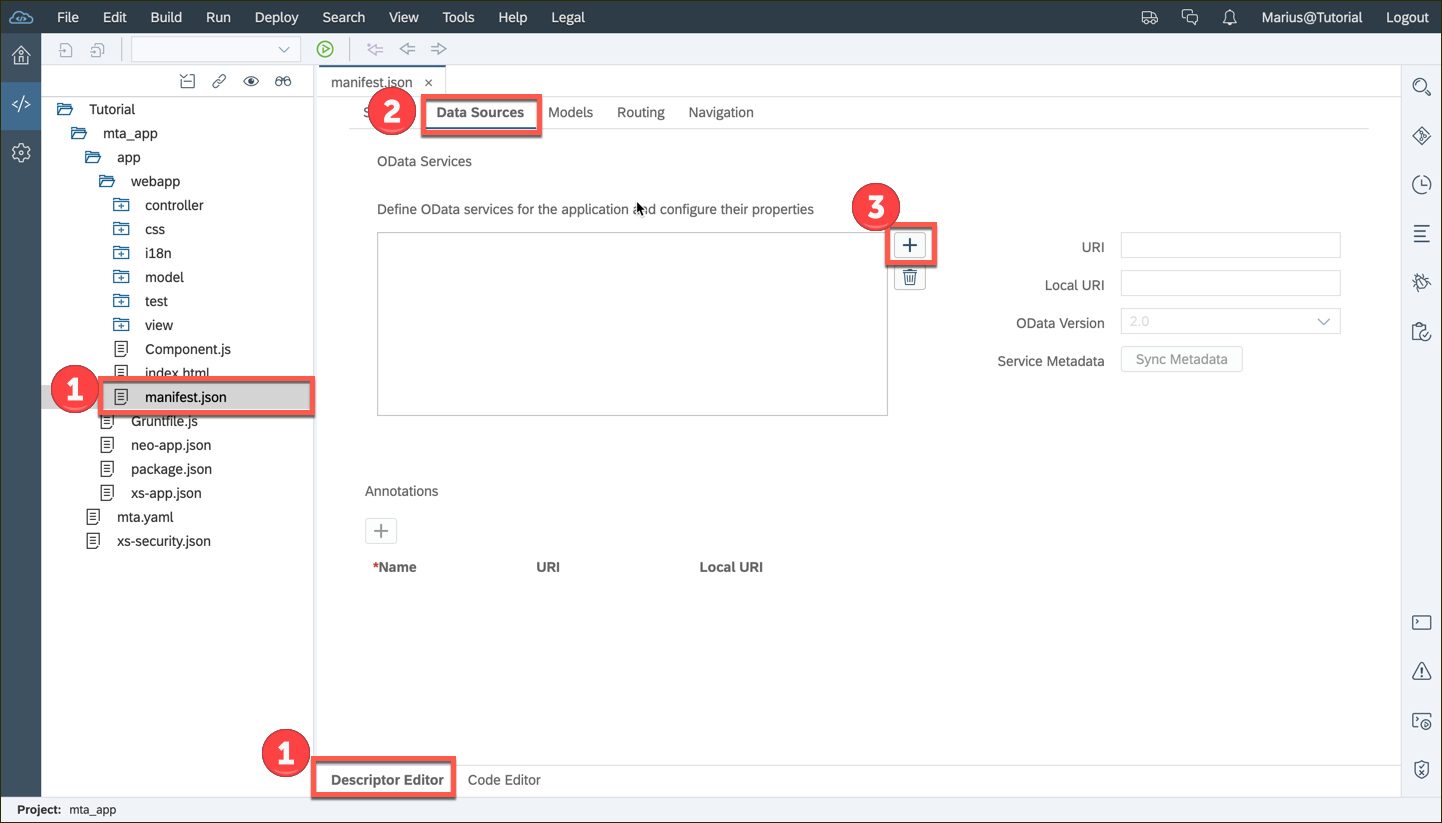 File Edit Build Run Deploy Search View Tools Help Legal Marius@Tutorial Logout
manifest.json ×
Tutorial
mta_app
app
webapp
controller
css
i18n
model
test
view
Component.js
index.html
1
manifest.json
Gruntfile.js
neo-app.json
package.json
xs-app.json
mta.yaml
xs-security.json
2
Data Sources Models Routing Navigation
OData Services
Define OData services for the application and configure their properties
3
URI
Local URI
OData Version 2.0
Service Metadata Sync Metadata
Annotations
*Name URI Local URI
1
Descriptor Editor Code Editor
Project: mta_app